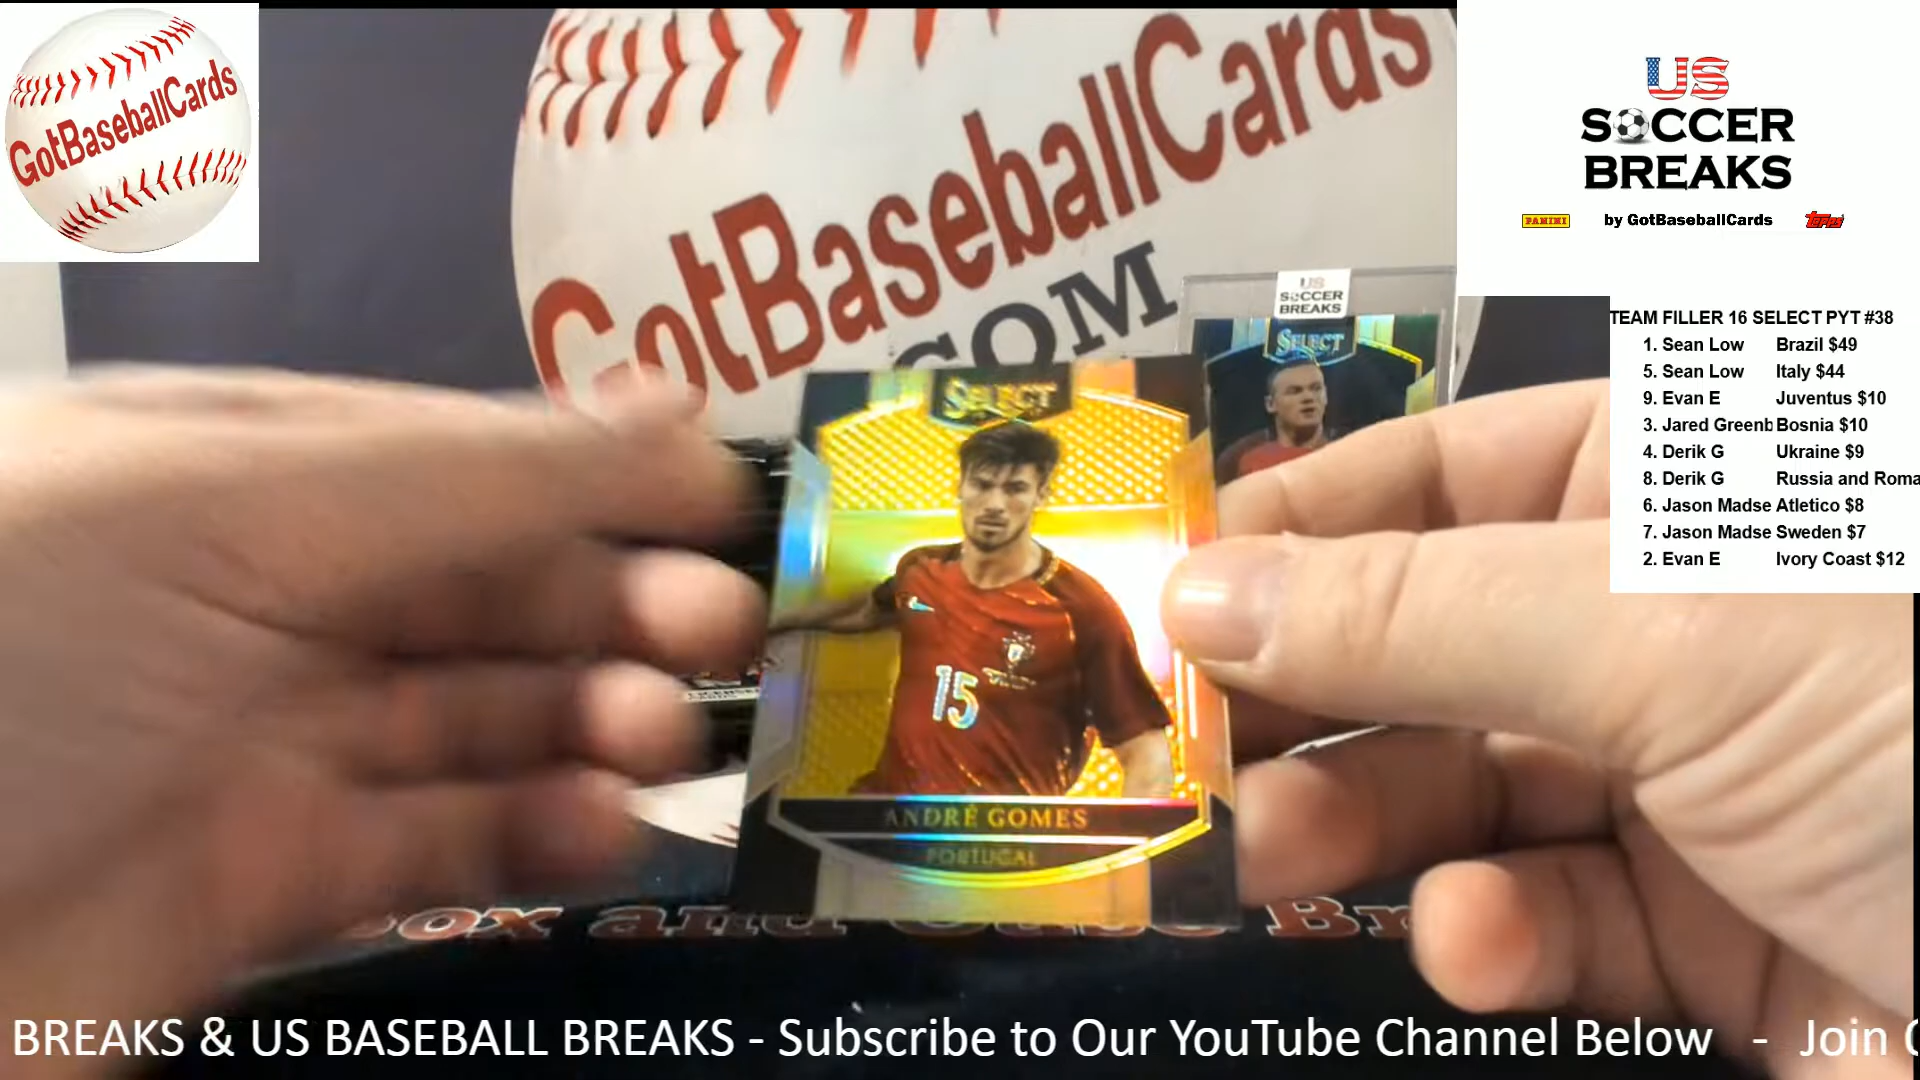 GotBaseballCards
GotBaseballCards
COM
US
SOCCER
BREAKS
PANINI
by GotBaseballCards
Topps
US
SOCCER
BREAKS
SELECT
SELECT
15
ANDRÉ GOMES
PORTUGAL
TEAM FILLER 16 SELECT PYT #38
1. Sean Low Brazil $49
5. Sean Low Italy $44
9. Evan E Juventus $10
3. Jared Greenb Bosnia $10
4. Derik G Ukraine $9
8. Derik G Russia and Roma
6. Jason Madse Atletico $8
7. Jason Madse Sweden $7
2. Evan E Ivory Coast $12
Box and Case Br
BREAKS & US BASEBALL BREAKS - Subscribe to Our YouTube Channel Below - Join